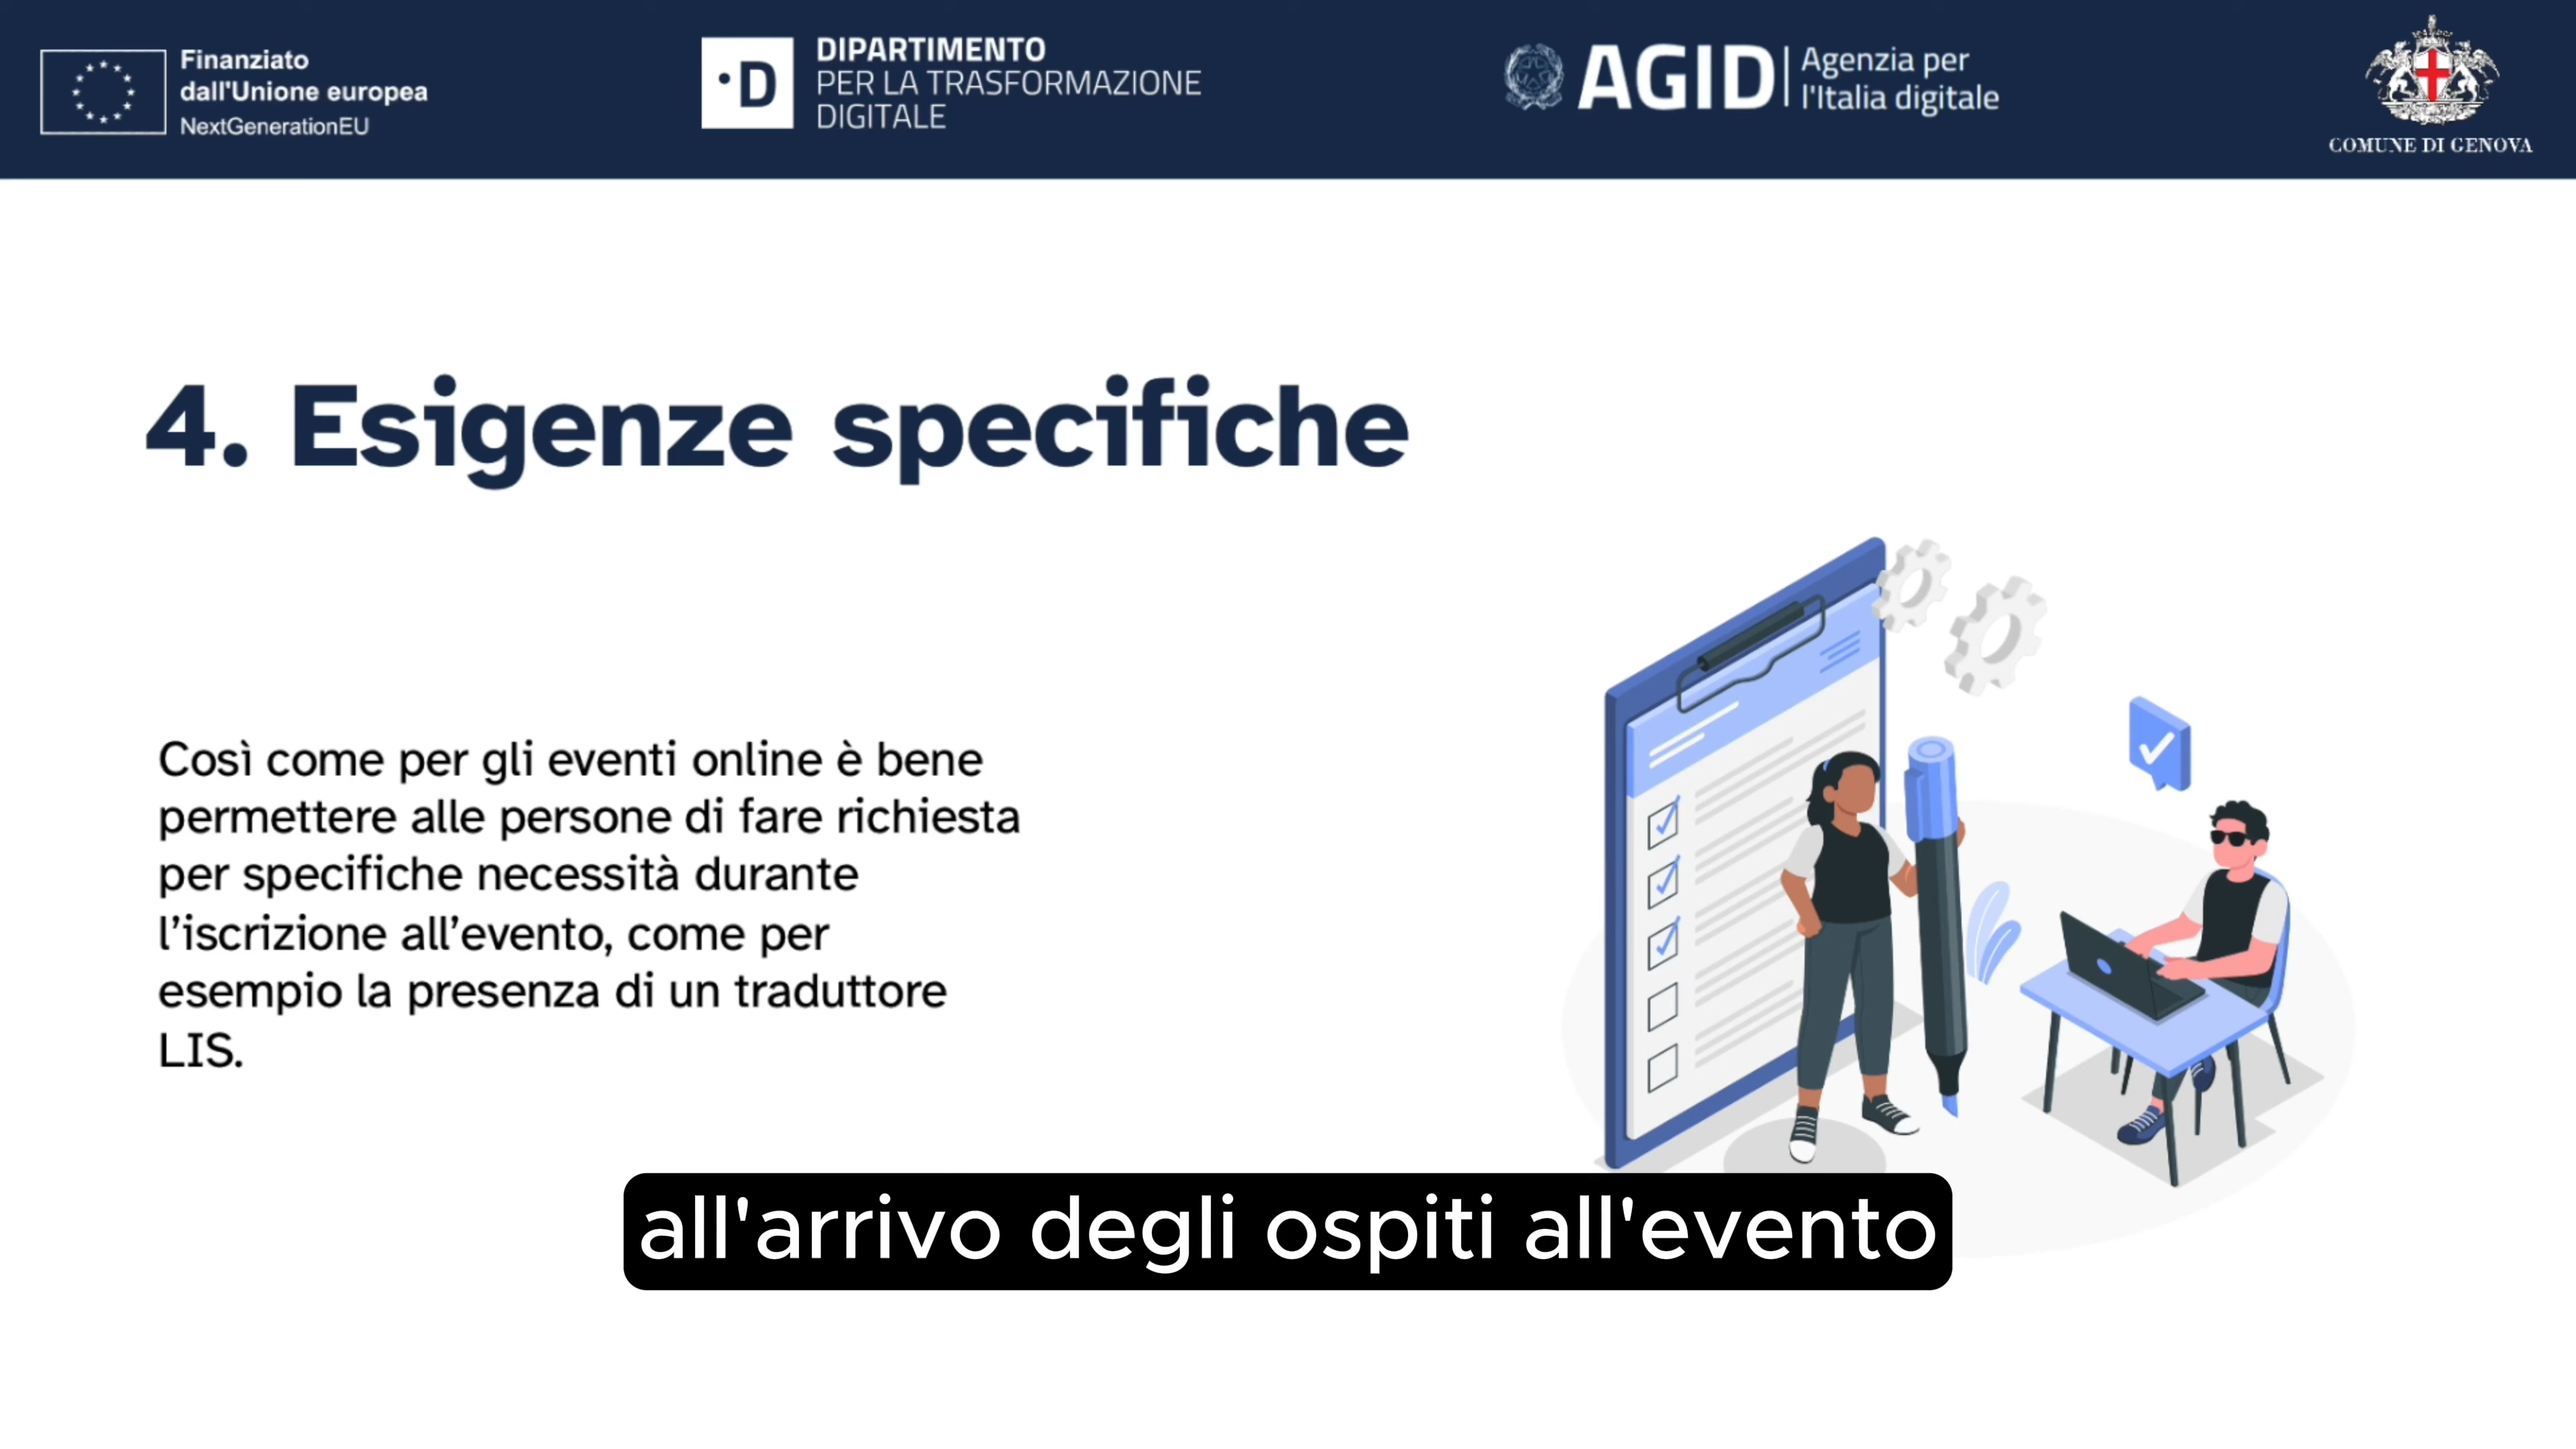 Finanziato
dall'Unione europea
NextGenerationEU
·D
DIPARTIMENTO
PER LA TRASFORMAZIONE
DIGITALE
AGID
Agenzia per
l'Italia digitale
COMUNE DI GENOVA
4. Esigenze specifiche
Così come per gli eventi online è bene
permettere alle persone di fare richiesta
per specifiche necessità durante
l’iscrizione all’evento, come per
esempio la presenza di un traduttore
LIS.
all'arrivo degli ospiti all'evento